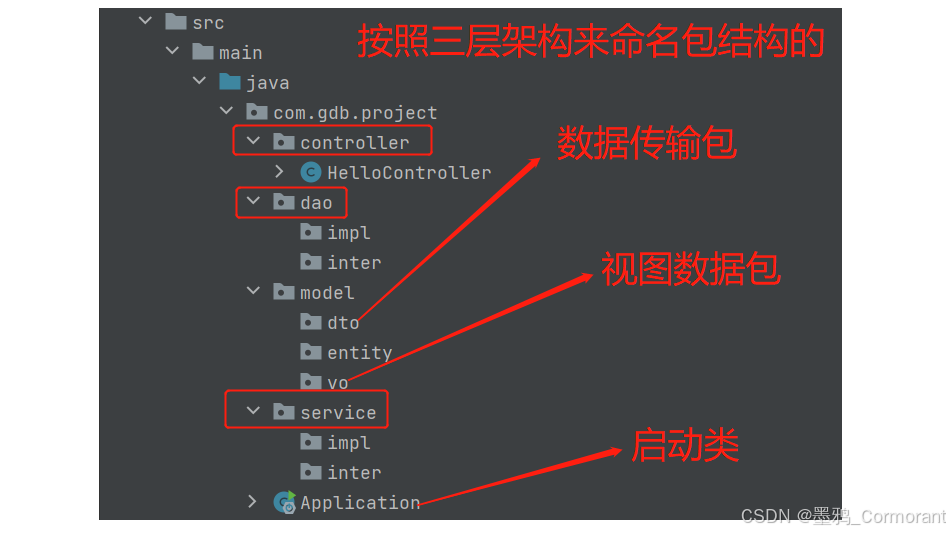 src
按照三层架构来命名包结构的
main
java
com.gdb.project
controller
数据传输包
HelloController
dao
impl
inter
视图数据包
model
dto
entity
vo
service
impl
启动类
inter
Application
CSDN @墨鸦_Cormorant